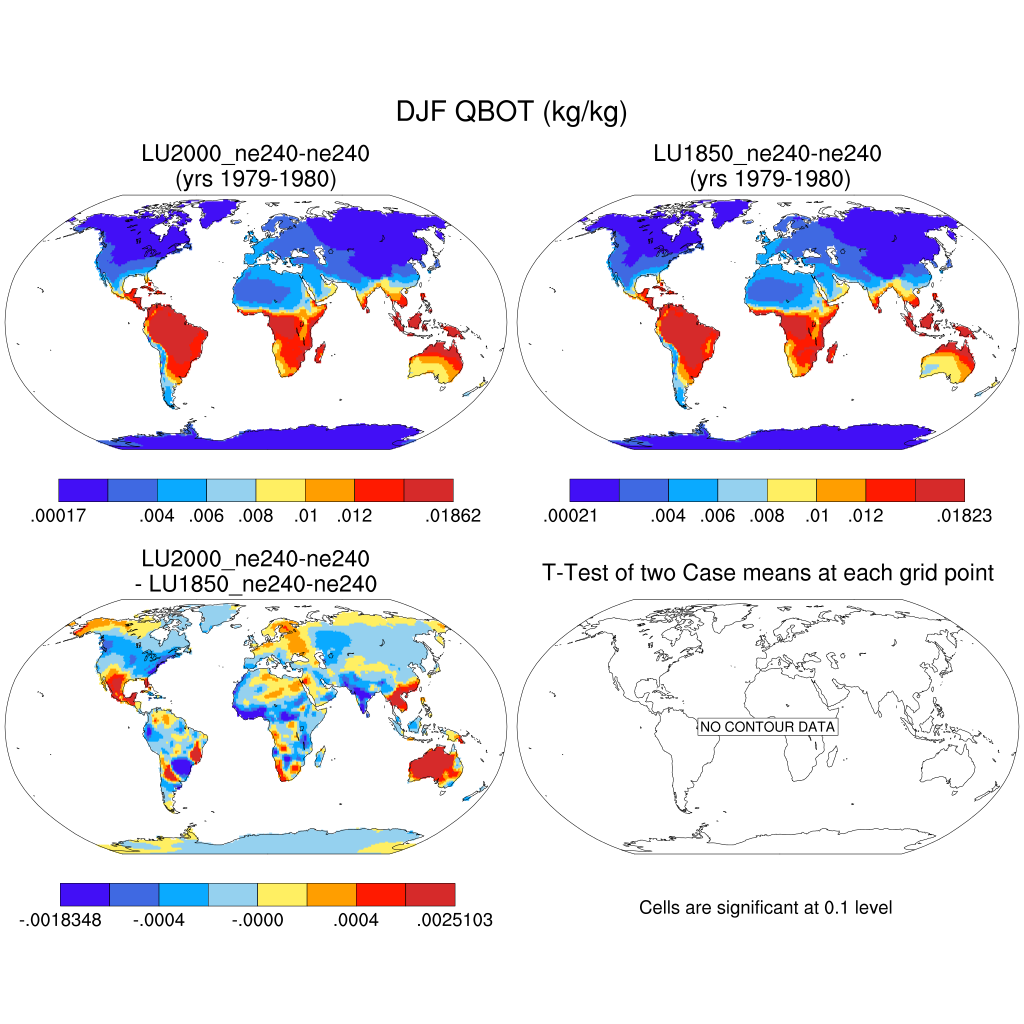 DJF QBOT (kg/kg)
LU2000_ne240-ne240
(yrs 1979-1980)
LU1850_ne240-ne240
(yrs 1979-1980)
.00017 .004 .006 .008 .01 .012 .01862
.00021 .004 .006 .008 .01 .012 .01823
LU2000_ne240-ne240
- LU1850_ne240-ne240
T-Test of two Case means at each grid point
NO CONTOUR DATA
-.0018348 -.0004 -.0000 .0004 .0025103
Cells are significant at 0.1 level